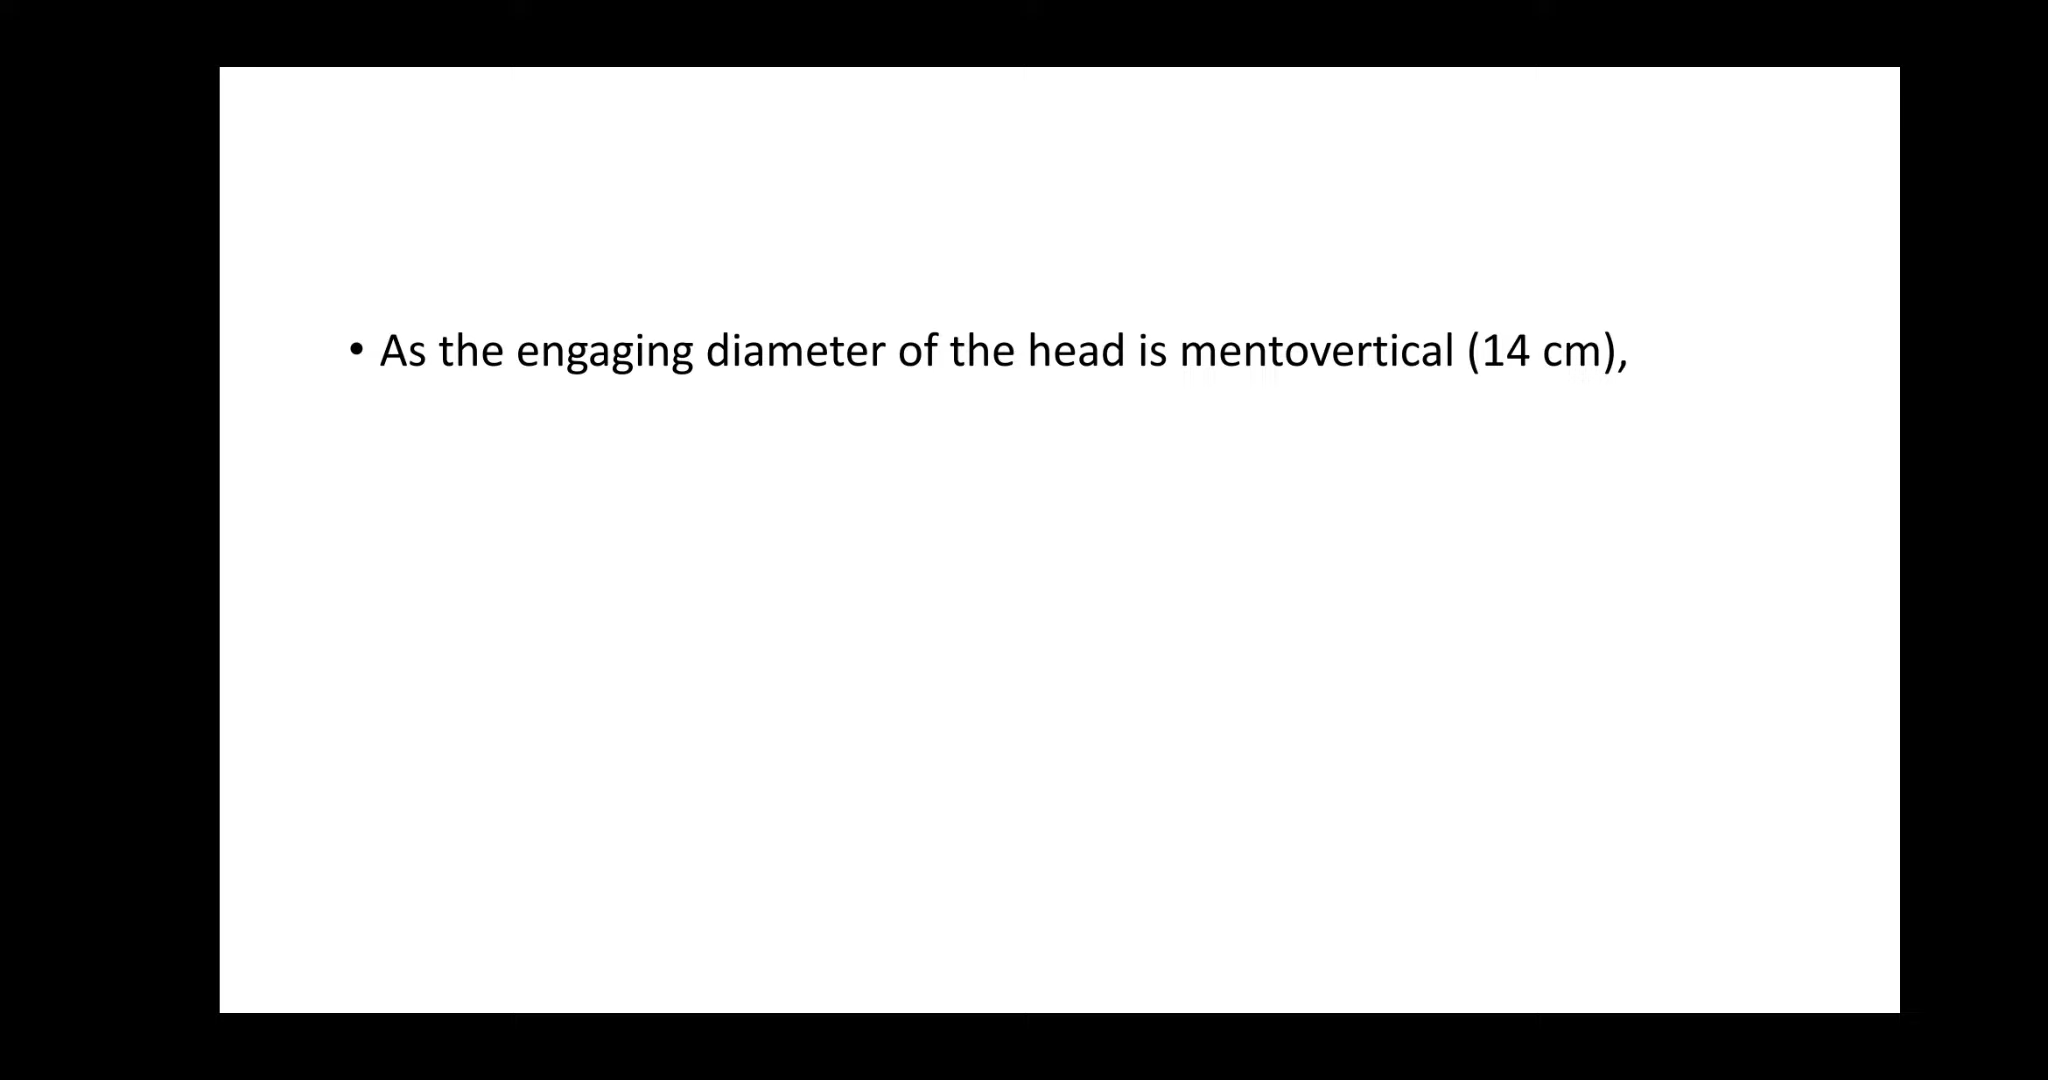 • As the engaging diameter of the head is mentovertical (14 cm),